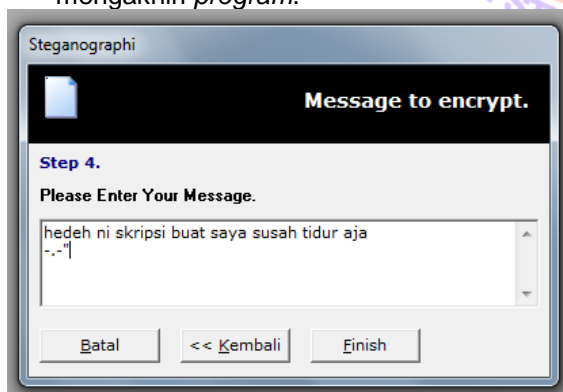 mengakhiri program.
Steganographi
Message to encrypt.
Step 4.
Please Enter Your Message.
hedeh ni skripsi buat saya susah tidur aja
-.-"
Batal
<< Kembali
Finish